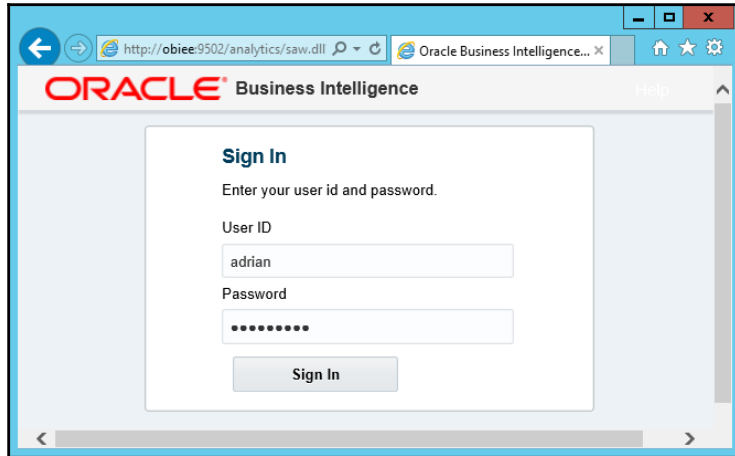 http://obiee:9502/analytics/saw.dll
Oracle Business Intelligence...
ORACLE® Business Intelligence
Help
Sign In
Enter your user id and password.
User ID
adrian
Password
•••••••••
Sign In